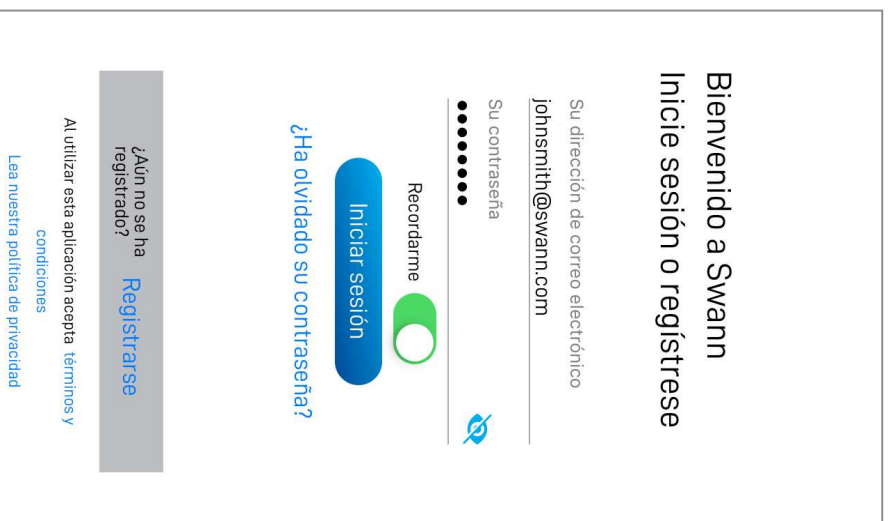 Bienvenido a Swann
Inicie sesión o regístrese
Su dirección de correo electrónico
johnsmith@swann.com
Su contraseña
••••••••
Recordarme
Iniciar sesión
¿Ha olvidado su contraseña?
¿Aún no se ha
registrado? Registrarse
Al utilizar esta aplicación acepta términos y
condiciones
Lea nuestra política de privacidad